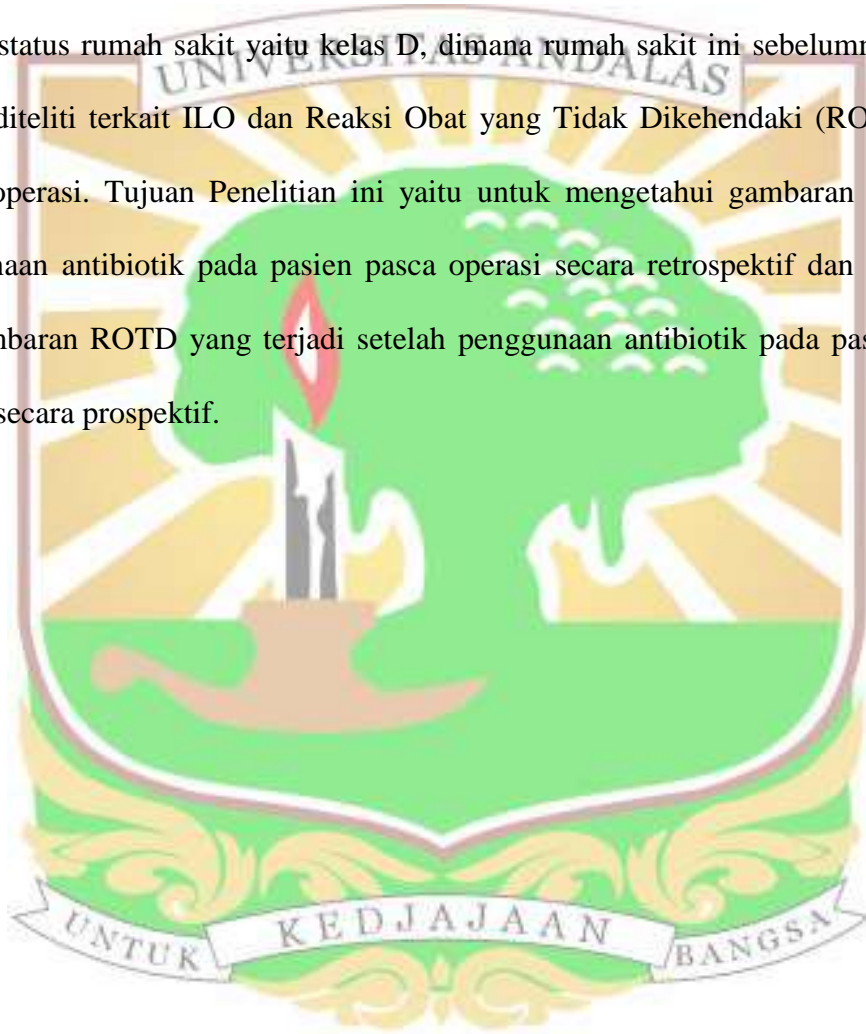 status rumah sakit yaitu kelas D, dimana rumah sakit ini sebelumn
UNIVERSITAS ANDALAS
diteliti terkait ILO dan Reaksi Obat yang Tidak Dikehendaki (RO
operasi. Tujuan Penelitian ini yaitu untuk mengetahui gambaran
naan antibiotik pada pasien pasca operasi secara retrospektif dan
nbaran ROTD yang terjadi setelah penggunaan antibiotik pada pas
secara prospektif.
UNTUK KEDJAJAAN BANGSA